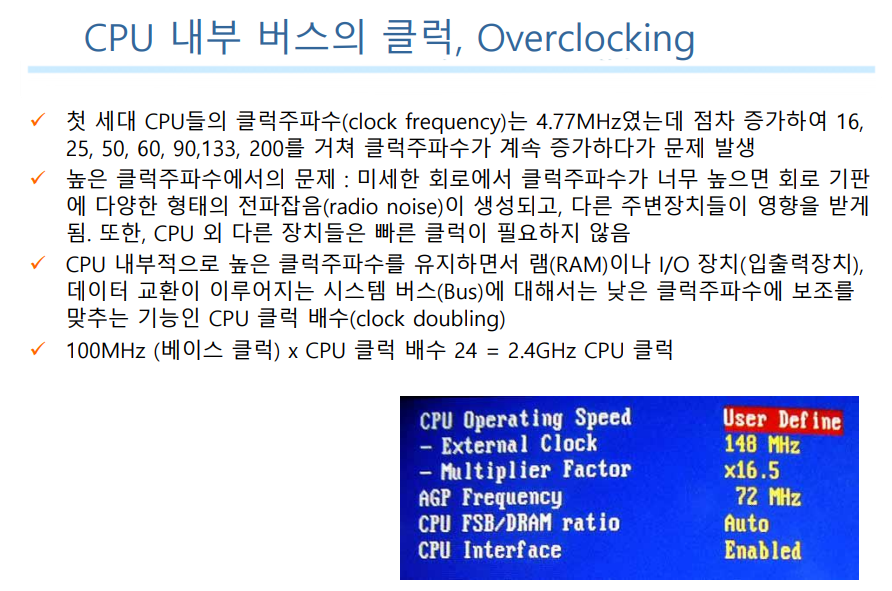 CPU 내부 버스의 클럭, Overclocking
✓ 첫 세대 CPU들의 클럭주파수(clock frequency)는 4.77MHz였는데 점차 증가하여 16,
25, 50, 60, 90,133, 200를 거쳐 클럭주파수가 계속 증가하다가 문제 발생
✓ 높은 클럭주파수에서의 문제 : 미세한 회로에서 클럭주파수가 너무 높으면 회로 기판
에 다양한 형태의 전파잡음(radio noise)이 생성되고, 다른 주변장치들이 영향을 받게
됨. 또한, CPU 외 다른 장치들은 빠른 클럭이 필요하지 않음
✓ CPU 내부적으로 높은 클럭주파수를 유지하면서 램(RAM)이나 I/O 장치(입출력장치),
데이터 교환이 이루어지는 시스템 버스(Bus)에 대해서는 낮은 클럭주파수에 보조를
맞추는 기능인 CPU 클럭 배수(clock doubling)
✓ 100MHz (베이스 클럭) x CPU 클럭 배수 24 = 2.4GHz CPU 클럭
CPU Operating Speed User Define
- External Clock 148 MHz
- Multiplier Factor x16.5
AGP Frequency 72 MHz
CPU FSB/DRAM ratio Auto
CPU Interface Enabled